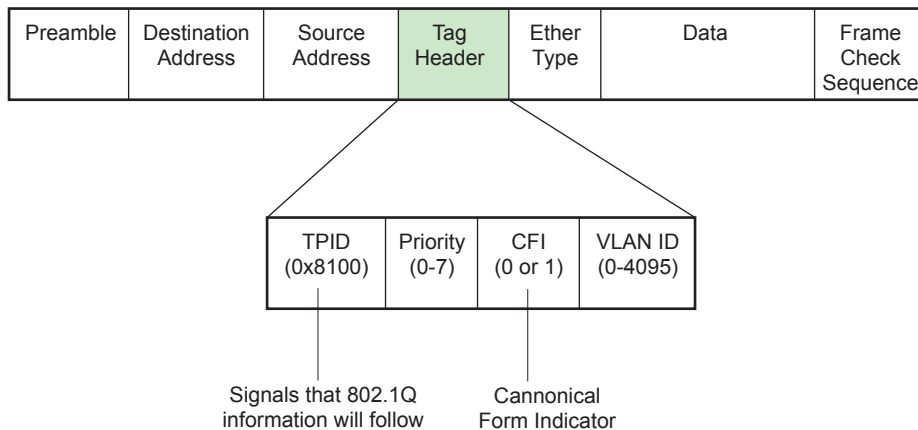 Preamble
Destination
Address
Source
Address
Tag
Header
Ether
Type
Data
Frame
Check
Sequence
TPID
(0x8100)
Priority
(0-7)
CFI
(0 or 1)
VLAN ID
(0-4095)
Signals that 802.1Q
information will follow
Cannonical
Form Indicator